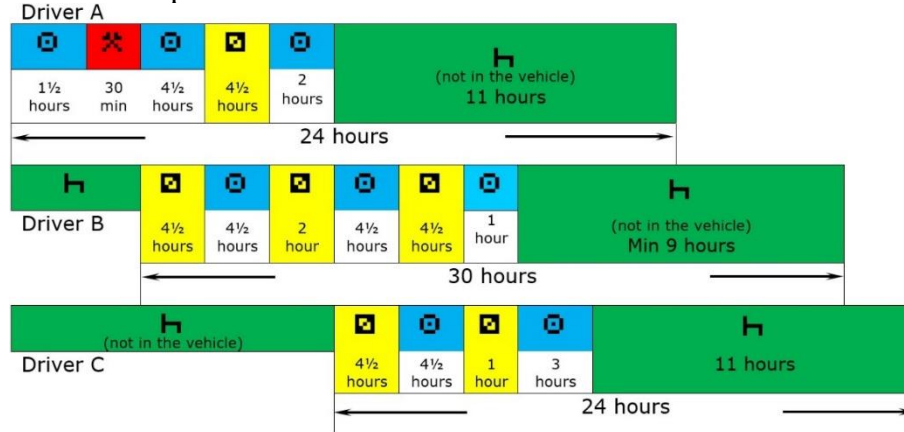 Driver A
1½ hours
30 min
4½ hours
4½ hours
2 hours
(not in the vehicle)
11 hours
24 hours
Driver B
4½ hours
4½ hours
2 hour
4½ hours
4½ hours
1 hour
(not in the vehicle)
Min 9 hours
30 hours
(not in the vehicle)
Driver C
4½ hours
4½ hours
1 hour
3 hours
11 hours
24 hours